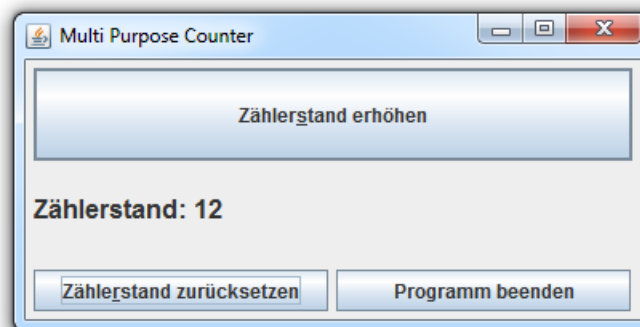 Multi Purpose Counter
Zählerstand erhöhen
Zählerstand: 12
Zählerstand zurücksetzen
Programm beenden